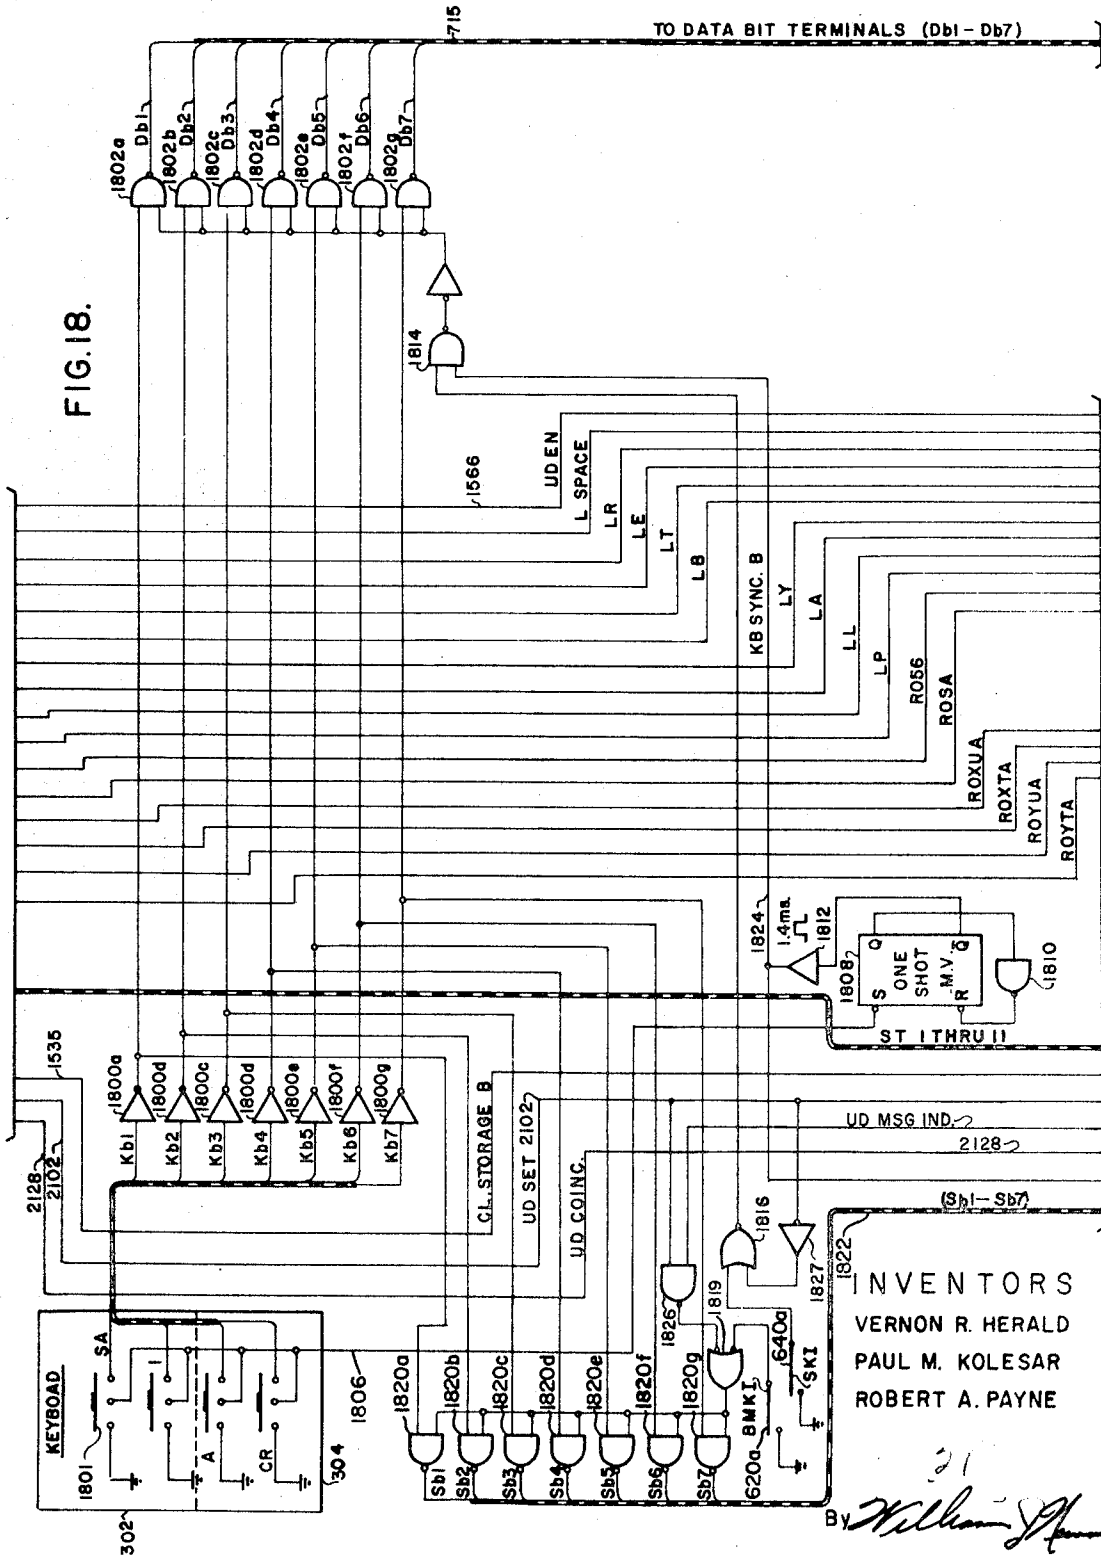 TO DATA BIT TERMINALS (Db1-Db7)
715
FIG.18.
1802a
1802b
1802c
1802d
1802e
1802f
1802g
Db1
Db2
Db3
Db4
Db5
Db6
Db7
1814
1566
UD EN
L SPACE
LR
LE
LT
LB
KB SYNC. B
LY
LA
LL
LP
RO56
ROSA
ROXUA
ROXTA
ROYUA
ROYTA
1824
1.4ms.
1812
1808
S
Q
ONE
SHOT
M.V.
R
Q
1810
ST 1 THRU 11
1535
2102
2128
1800a
1800d
1800c
1800d
1800e
1800f
1800g
Kb1
Kb2
Kb3
Kb4
Kb5
Kb6
Kb7
CL. STORAGE B
UD SET 2102
UD COINC.
UD MSG IND.
2128
(Sb1-Sb7)
1822
1816
1827
1826
1819
640a
SKI
BMKI
620a
KEYBOAD
1801
SA
I
A
CR
302
304
1806
1820a
1820b
1820c
1820d
1820e
1820f
1820g
Sb1
Sb2
Sb3
Sb4
Sb5
Sb6
Sb7
INVENTORS
VERNON R. HERALD
PAUL M. KOLESAR
ROBERT A. PAYNE
21
By William